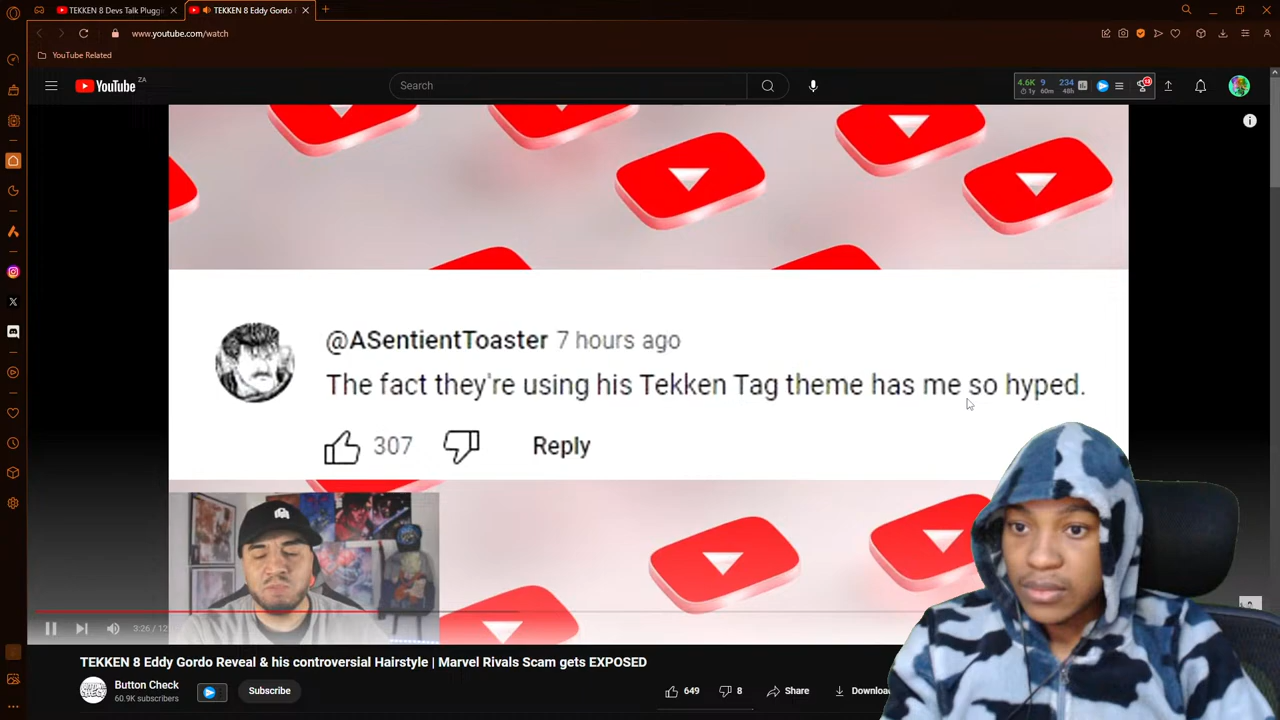 TEKKEN 8 Devs Talk Pluggi
TEKKEN 8 Eddy Gordo
www.youtube.com/watch
YouTube Related
YouTube ZA
Search
4.6K 9 234
1y 60m 48h
@ASentientToaster 7 hours ago
The fact they're using his Tekken Tag theme has me so hyped.
307 Reply
3:26 / 12
TEKKEN 8 Eddy Gordo Reveal & his controversial Hairstyle | Marvel Rivals Scam gets EXPOSED
Button Check
60.9K subscribers
Subscribe
649 8 Share Downloa